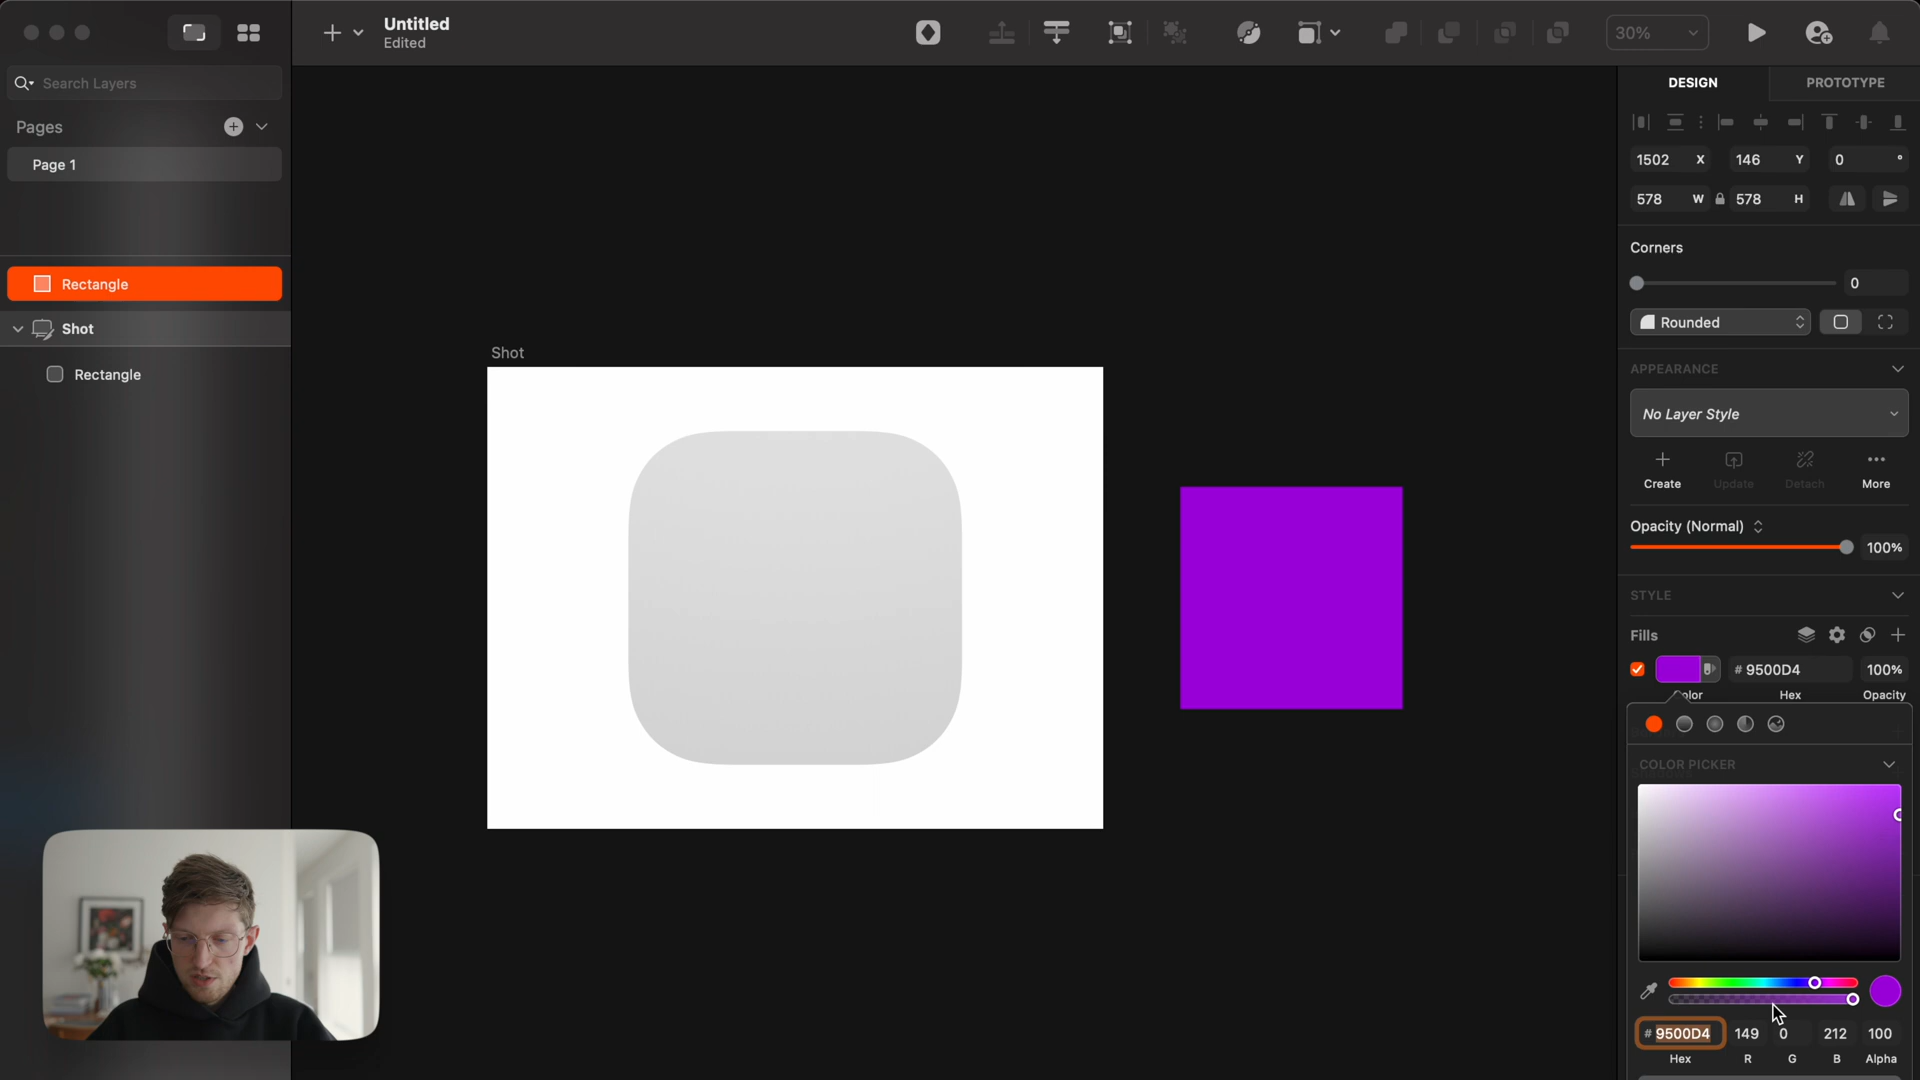 Untitled
Edited
30%
Search Layers
Pages
Page 1
Rectangle
Shot
Rectangle
Shot
DESIGN
PROTOTYPE
1502 X
146 Y
0 °
578 W
578 H
Corners
0
Rounded
APPEARANCE
No Layer Style
Create
Update
Detach
More
Opacity (Normal)
100%
STYLE
Fills
# 9500D4
100%
Color
Hex
Opacity
COLOR PICKER
# 9500D4
149
0
212
100
Hex
R
G
B
Alpha